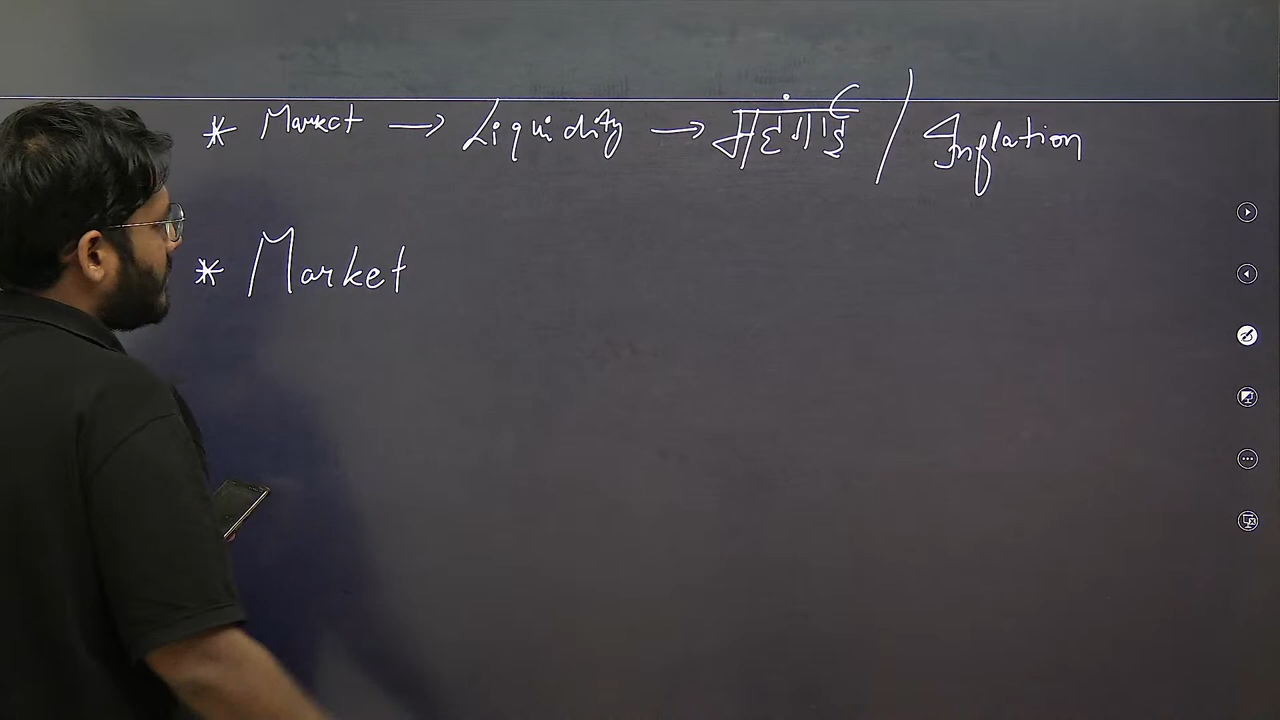 * Market → Liquidity → महंगाई / Inflation
* Market